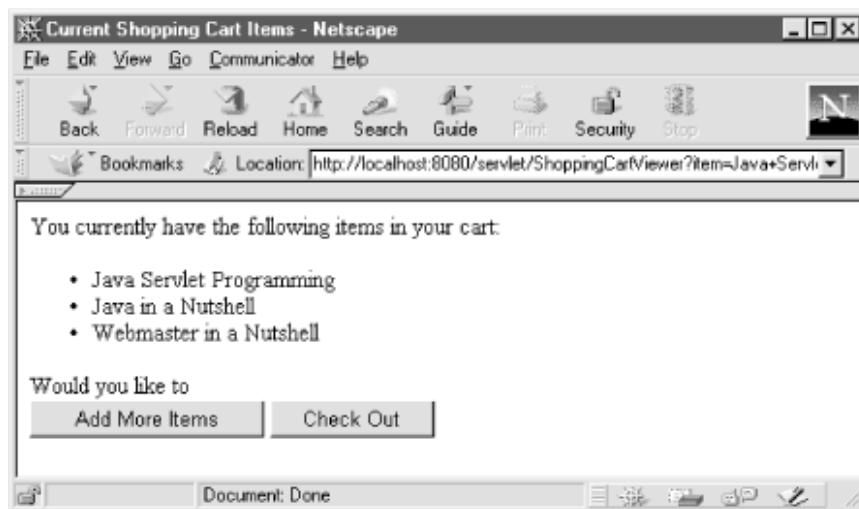 Current Shopping Cart Items - Netscape
File Edit View Go Communicator Help
Back Forward Reload Home Search Guide Print Security Stop
N
Bookmarks Location: http://localhost:8080/servlet/ShoppingCartViewer?item=Java+Servl
You currently have the following items in your cart:
• Java Servlet Programming
• Java in a Nutshell
• Webmaster in a Nutshell
Would you like to
Add More Items Check Out
Document: Done